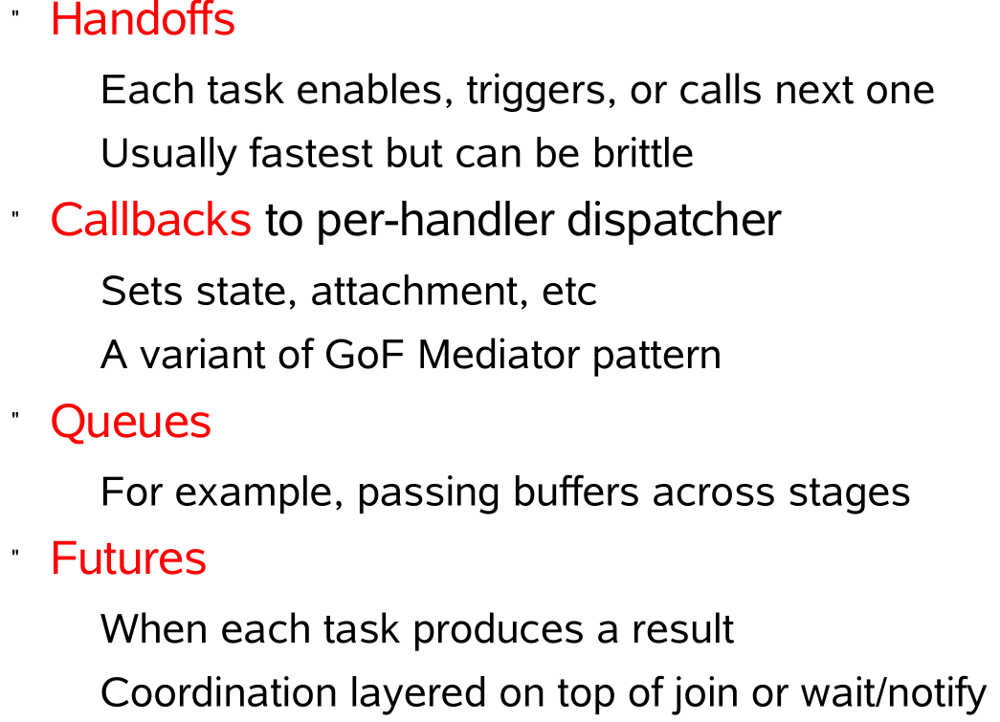 " Handoffs
Each task enables, triggers, or calls next one
Usually fastest but can be brittle
" Callbacks to per-handler dispatcher
Sets state, attachment, etc
A variant of GoF Mediator pattern
" Queues
For example, passing buffers across stages
" Futures
When each task produces a result
Coordination layered on top of join or wait/notify